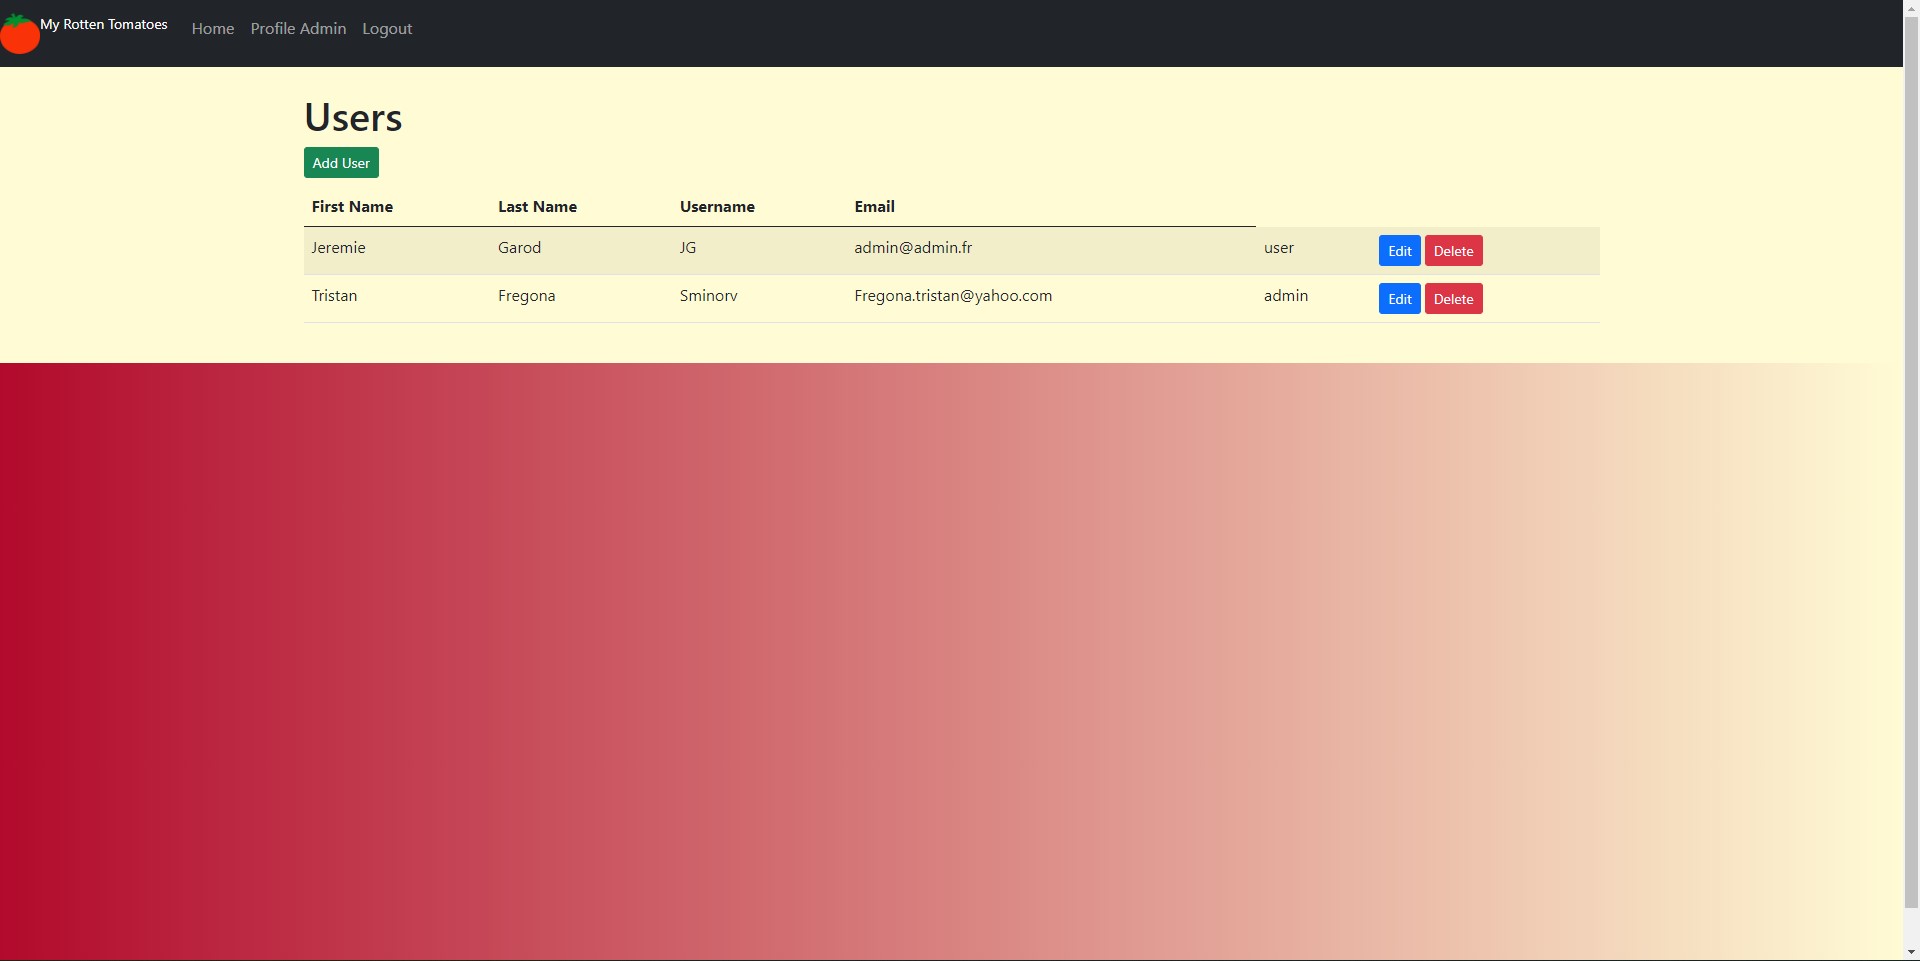 My Rotten Tomatoes Home Profile Admin Logout
Users
Add User
First Name Last Name Username Email
Jeremie Garod JG admin@admin.fr user Edit Delete
Tristan Fregona Sminorv Fregona.tristan@yahoo.com admin Edit Delete